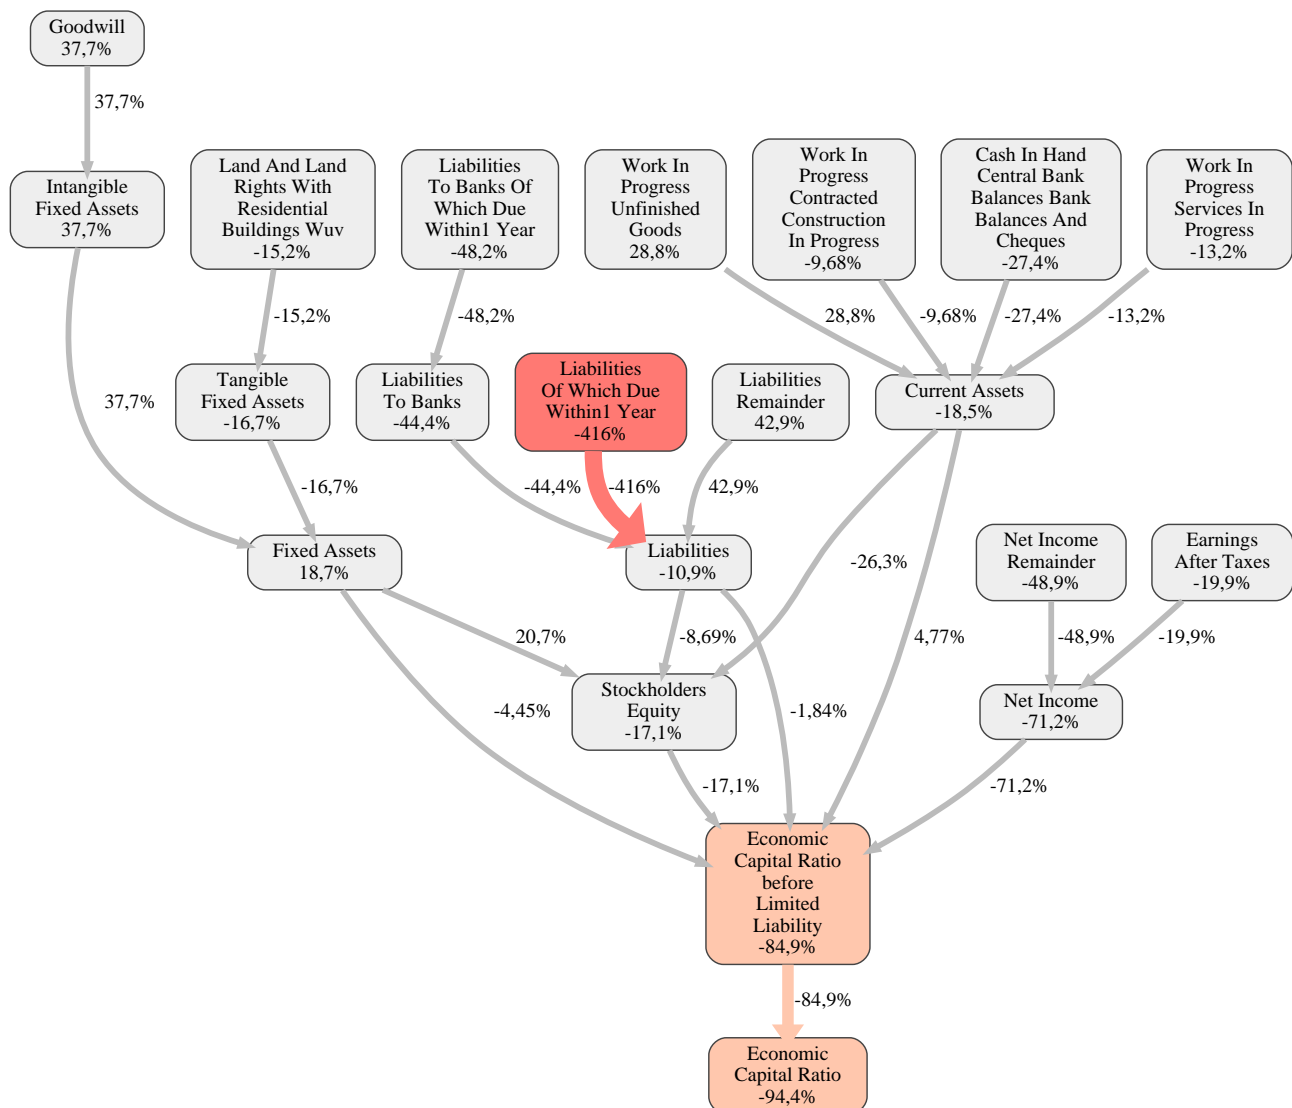 Goodwill
37,7%
37,7%
Intangible
Fixed Assets
37,7%
Land And Land
Rights With
Residential
Buildings Wuv
-15,2%
Liabilities
To Banks Of
Which Due
Within1 Year
-48,2%
Work In
Progress
Unfinished
Goods
28,8%
Work In
Progress
Contracted
Construction
In Progress
-9,68%
Cash In Hand
Central Bank
Balances Bank
Balances And
Cheques
-27,4%
Work In
Progress
Services In
Progress
-13,2%
-15,2%
-48,2%
28,8%
-9,68%
-27,4%
-13,2%
37,7%
Tangible
Fixed Assets
-16,7%
Liabilities
To Banks
-44,4%
Liabilities
Of Which Due
Within1 Year
-416%
Liabilities
Remainder
42,9%
Current Assets
-18,5%
-16,7%
-44,4%
-416%
42,9%
Fixed Assets
18,7%
Liabilities
-10,9%
-26,3%
4,77%
Net Income
Remainder
-48,9%
Earnings
After Taxes
-19,9%
20,7%
-8,69%
-48,9%
-19,9%
-4,45%
Stockholders
Equity
-17,1%
-1,84%
Net Income
-71,2%
-17,1%
-71,2%
Economic
Capital Ratio
before
Limited
Liability
-84,9%
-84,9%
Economic
Capital Ratio
-94,4%